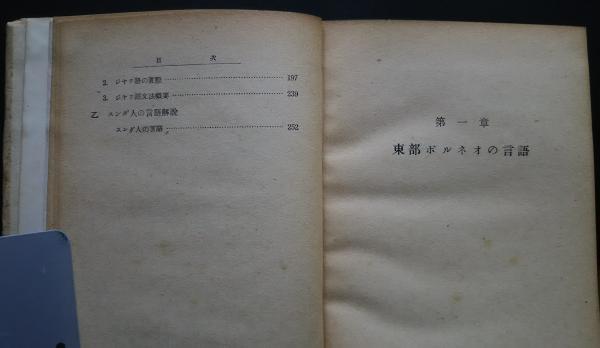 目 次
2. ジヤワ語の實際 197
3. ジヤワ語文法概要 239
乙 スンダ人の言語解說
スンダ人の言語 252
第一章
東部ボルネオの言語